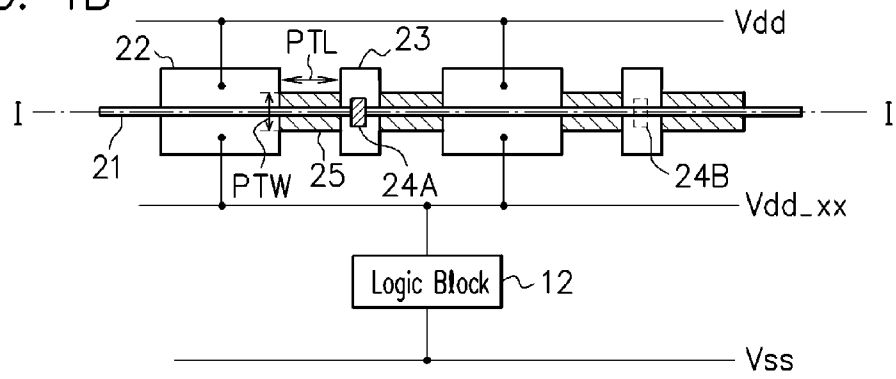 Vdd
22
PTL
23
I
I
21
PTW
25
24A
24B
Vdd_xx
Logic Block
12
Vss